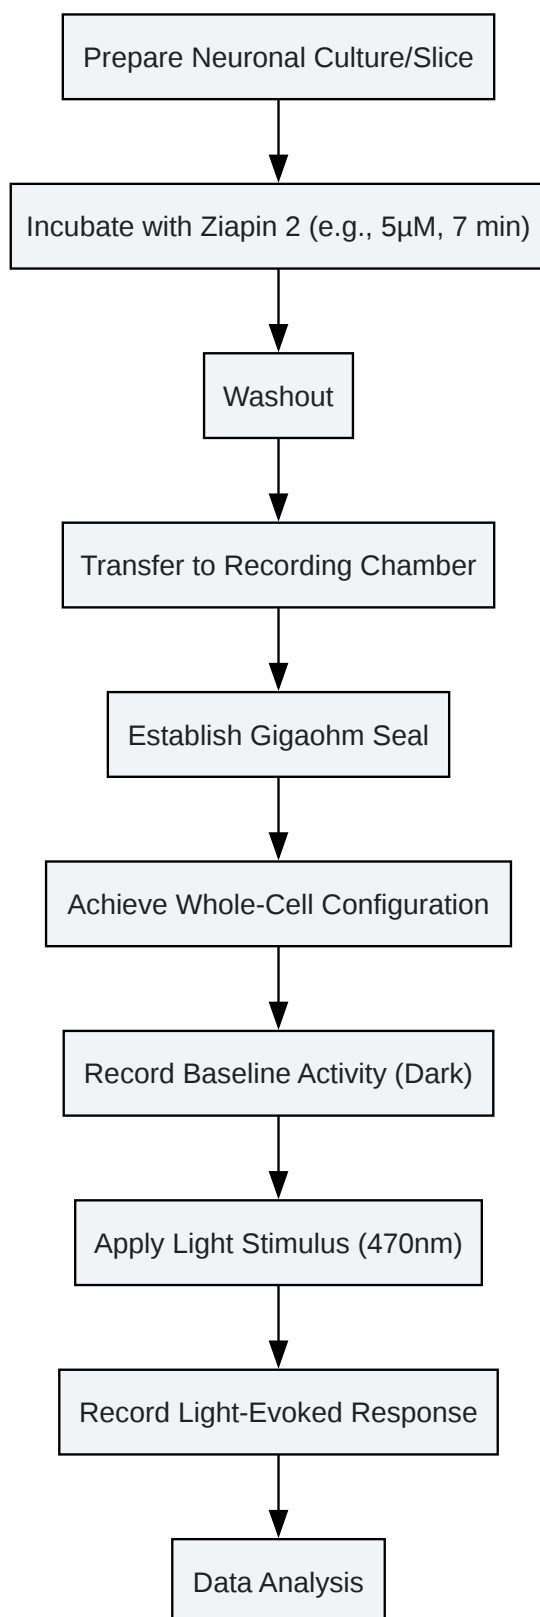 Prepare Neuronal Culture/Slice
Incubate with Ziapin 2 (e.g., 5µM, 7 min)
Washout
Transfer to Recording Chamber
Establish Gigaohm Seal
Achieve Whole-Cell Configuration
Record Baseline Activity (Dark)
Apply Light Stimulus (470nm)
Record Light-Evoked Response
Data Analysis